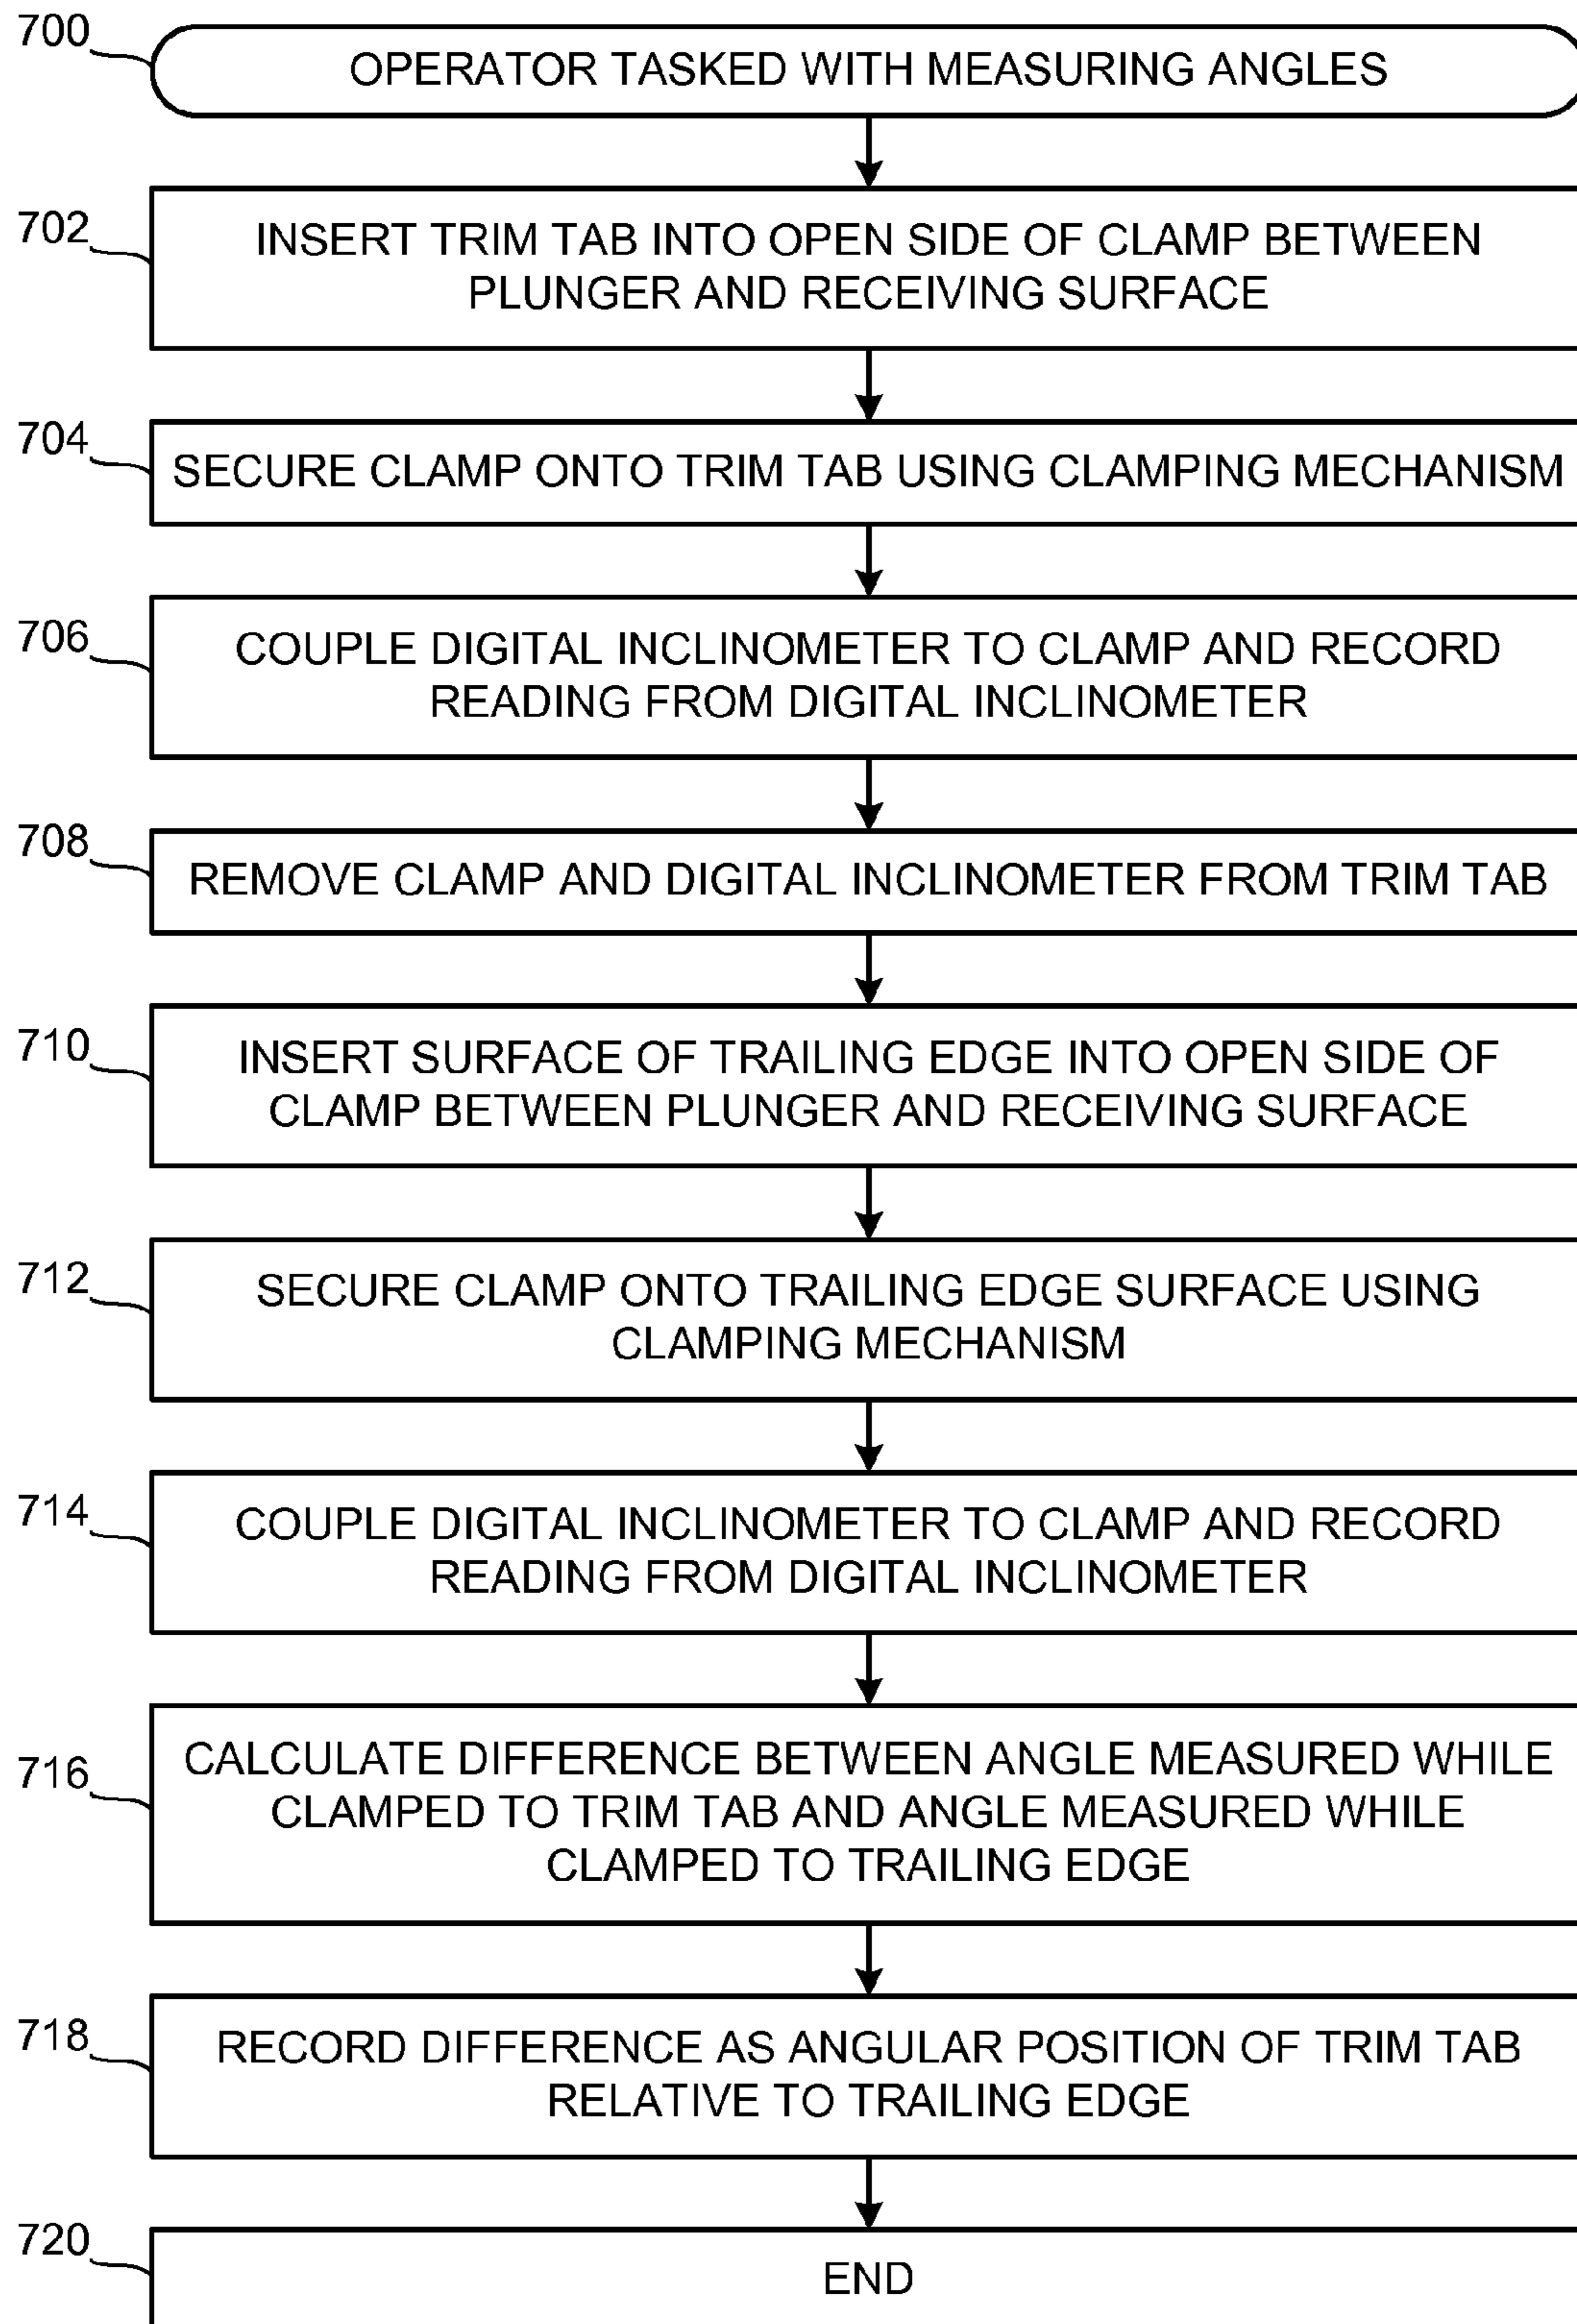 700
OPERATOR TASKED WITH MEASURING ANGLES
702
INSERT TRIM TAB INTO OPEN SIDE OF CLAMP BETWEEN
PLUNGER AND RECEIVING SURFACE
704
SECURE CLAMP ONTO TRIM TAB USING CLAMPING MECHANISM
706
COUPLE DIGITAL INCLINOMETER TO CLAMP AND RECORD
READING FROM DIGITAL INCLINOMETER
708
REMOVE CLAMP AND DIGITAL INCLINOMETER FROM TRIM TAB
710
INSERT SURFACE OF TRAILING EDGE INTO OPEN SIDE OF
CLAMP BETWEEN PLUNGER AND RECEIVING SURFACE
712
SECURE CLAMP ONTO TRAILING EDGE SURFACE USING
CLAMPING MECHANISM
714
COUPLE DIGITAL INCLINOMETER TO CLAMP AND RECORD
READING FROM DIGITAL INCLINOMETER
716
CALCULATE DIFFERENCE BETWEEN ANGLE MEASURED WHILE
CLAMPED TO TRIM TAB AND ANGLE MEASURED WHILE
CLAMPED TO TRAILING EDGE
718
RECORD DIFFERENCE AS ANGULAR POSITION OF TRIM TAB
RELATIVE TO TRAILING EDGE
720
END